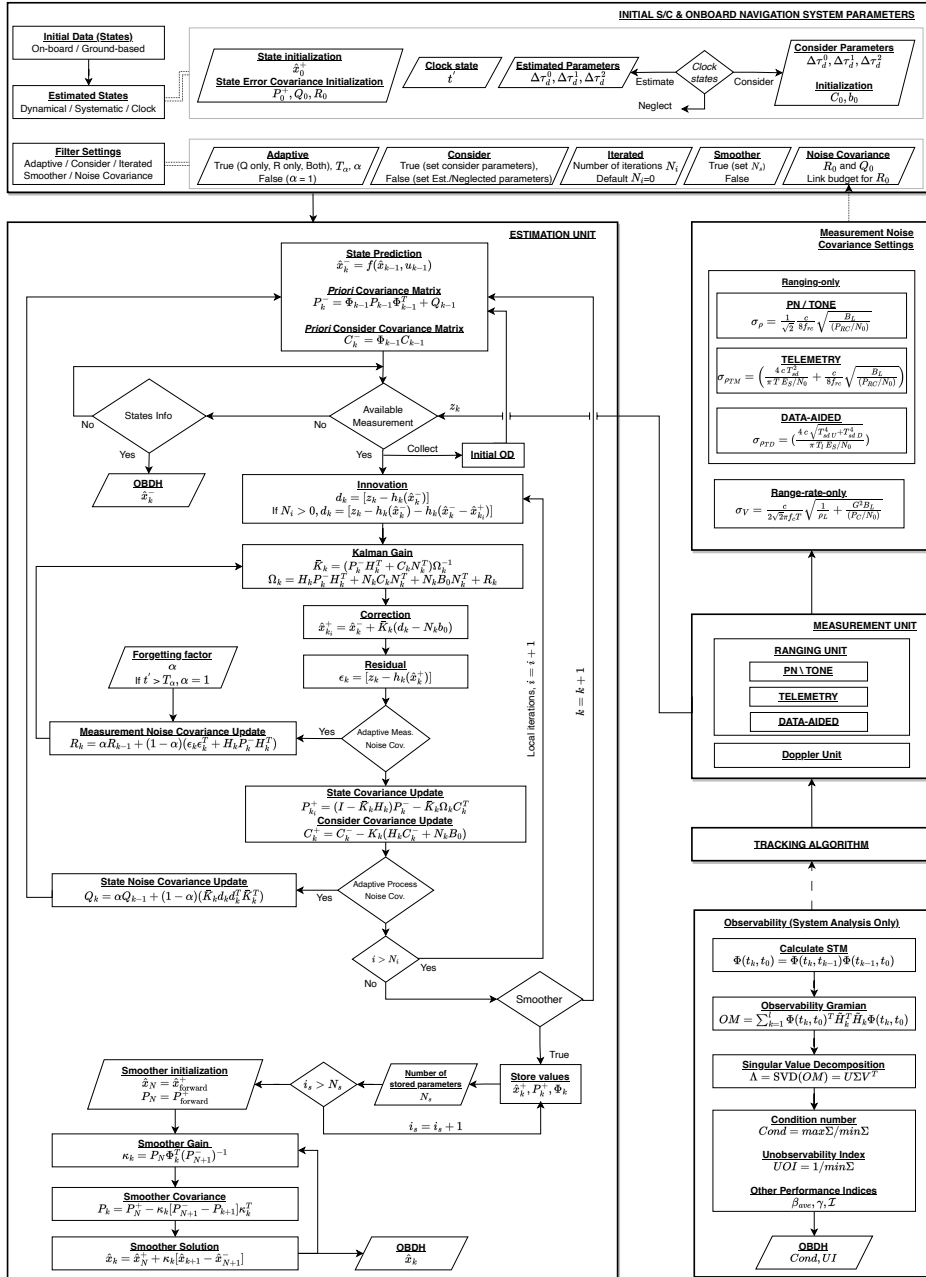 INITIAL S/C & ONBOARD NAVIGATION SYSTEM PARAMETERS
Initial Data (States)
On-board / Ground-based
Estimated States
Dynamical / Systematic / Clock
State initialization
x̂₀⁺
State Error Covariance Initialization
P₀⁺, Q₀, R₀
Clock state
t′
Estimated Parameters
Δτ_d⁰, Δτ_d¹, Δτ_d²
Estimate
Clock
states
Consider
Neglect
Consider Parameters
Δτ_d⁰, Δτ_d¹, Δτ_d²
Initialization
C₀, b₀
Filter Settings
Adaptive / Consider / Iterated
Smoother / Noise Covariance
Adaptive
True (Q only, R only, Both), T_α, α
False (α = 1)
Consider
True (set consider parameters),
False (set Est./Neglected parameters)
Iterated
Number of iterations N_i
Default N_i=0
Smoother
True (set N_s)
False
Noise Covariance
R₀ and Q₀
Link budget for R₀
ESTIMATION UNIT
State Prediction
x̂_k⁻ = f(x̂_{k−1}, u_{k−1})
Priori Covariance Matrix
P_k⁻ = Φ_{k−1}P_{k−1}Φ_{k−1}^T + Q_{k−1}
Priori Consider Covariance Matrix
C_k⁻ = Φ_{k−1}C_{k−1}
States Info
No
Yes
Available
Measurement
No
Yes
z_k
Collect
Initial OD
OBDH
x̂_k⁻
Innovation
d_k = [z_k − h_k(x̂_k⁻)]
If N_i > 0, d_k = [z_k − h_k(x̂_k⁻) − h_k(x̂_k⁻ − x̂_{k_i}⁺)]
Kalman Gain
K̄_k = (P_k⁻H_k^T + C_kN_k^T)Ω_k^{−1}
Ω_k = H_kP_k⁻H_k^T + N_kC_kN_k^T + N_kB₀N_k^T + R_k
Correction
x̂_{k_i}⁺ = x̂_k⁻ + K̄_k(d_k − N_kb₀)
Forgetting factor
α
If t′ > T_α, α = 1
Residual
ϵ_k = [z_k − h_k(x̂_k⁺)]
Local iterations, i = i + 1
k = k + 1
Measurement Noise Covariance Update
R_k = αR_{k−1} + (1 − α)(ϵ_kϵ_k^T + H_kP_k⁻H_k^T)
Yes
Adaptive Meas.
Noise Cov.
State Covariance Update
P_{k_i}⁺ = (I − K̄_kH_k)P_k⁻ − K̄_kΩ_kC_k^T
Consider Covariance Update
C_k⁺ = C_k⁻ − K_k(H_kC_k⁻ + N_kB₀)
State Noise Covariance Update
Q_k = αQ_{k−1} + (1 − α)(K̄_kd_kd_k^TK̄_k^T)
Yes
Adaptive Process
Noise Cov.
i > N_i
Yes
No
Smoother
True
Smoother initialization
x̂_N = x̂_forward⁺
P_N = P_forward⁺
i_s > N_s
Number of
stored parameters
N_s
Store values
x̂_k⁺, P_k⁺, Φ_k
i_s = i_s + 1
Smoother Gain
κ_k = P_NΦ_k^T(P_{N+1}⁻)^{−1}
Smoother Covariance
P_k = P_N⁺ − κ_k[P_{N+1}⁻ − P_{k+1}]κ_k^T
Smoother Solution
x̂_k = x̂_N⁺ + κ_k[x̂_{k+1} − x̂_{N+1}⁻]
OBDH
x̂_k
Measurement Noise
Covariance Settings
Ranging-only
PN / TONE
σ_ρ = 1/√2 c/(8f_rc) √(B_L/(P_RC/N₀))
TELEMETRY
σ_{ρTM} = (4 c T_sd²/(π T E_S/N₀) + c/(8f_rc) √(B_L/(P_RC/N₀)))
DATA-AIDED
σ_{ρTD} = (4 c √(T_{sd U}⁴+T_{sd D}⁴)/(π T_l E_S/N₀))
Range-rate-only
σ_V = c/(2√2πf_cT) √(1/ρ_L + G²B_L/(P_C/N₀))
MEASUREMENT UNIT
RANGING UNIT
PN \ TONE
TELEMETRY
DATA-AIDED
Doppler Unit
TRACKING ALGORITHM
Observability (System Analysis Only)
Calculate STM
Φ(t_k, t₀) = Φ(t_k, t_{k−1})Φ(t_{k−1}, t₀)
Observability Gramian
OM = ∑_{k=1}^l Φ(t_k, t₀)^T H̃_k^T H̃_kΦ(t_k, t₀)
Singular Value Decomposition
Λ = SVD(OM) = UΣV^T
Condition number
Cond = maxΣ/minΣ
Unobservability Index
UOI = 1/minΣ
Other Performance Indices
β_ave, γ, ℐ
OBDH
Cond, UI